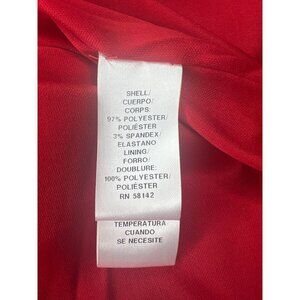 SHELL/
CUERPO/
CORPS:
97% POLYESTER/
POLIÉSTER
3% SPANDEX/
ELASTANO
LINING/
FORRO/
DOUBLURE:
100% POLYESTER/
POLIÉSTER
RN 58142
TEMPERATURA
CUANDO
SE NECESITE